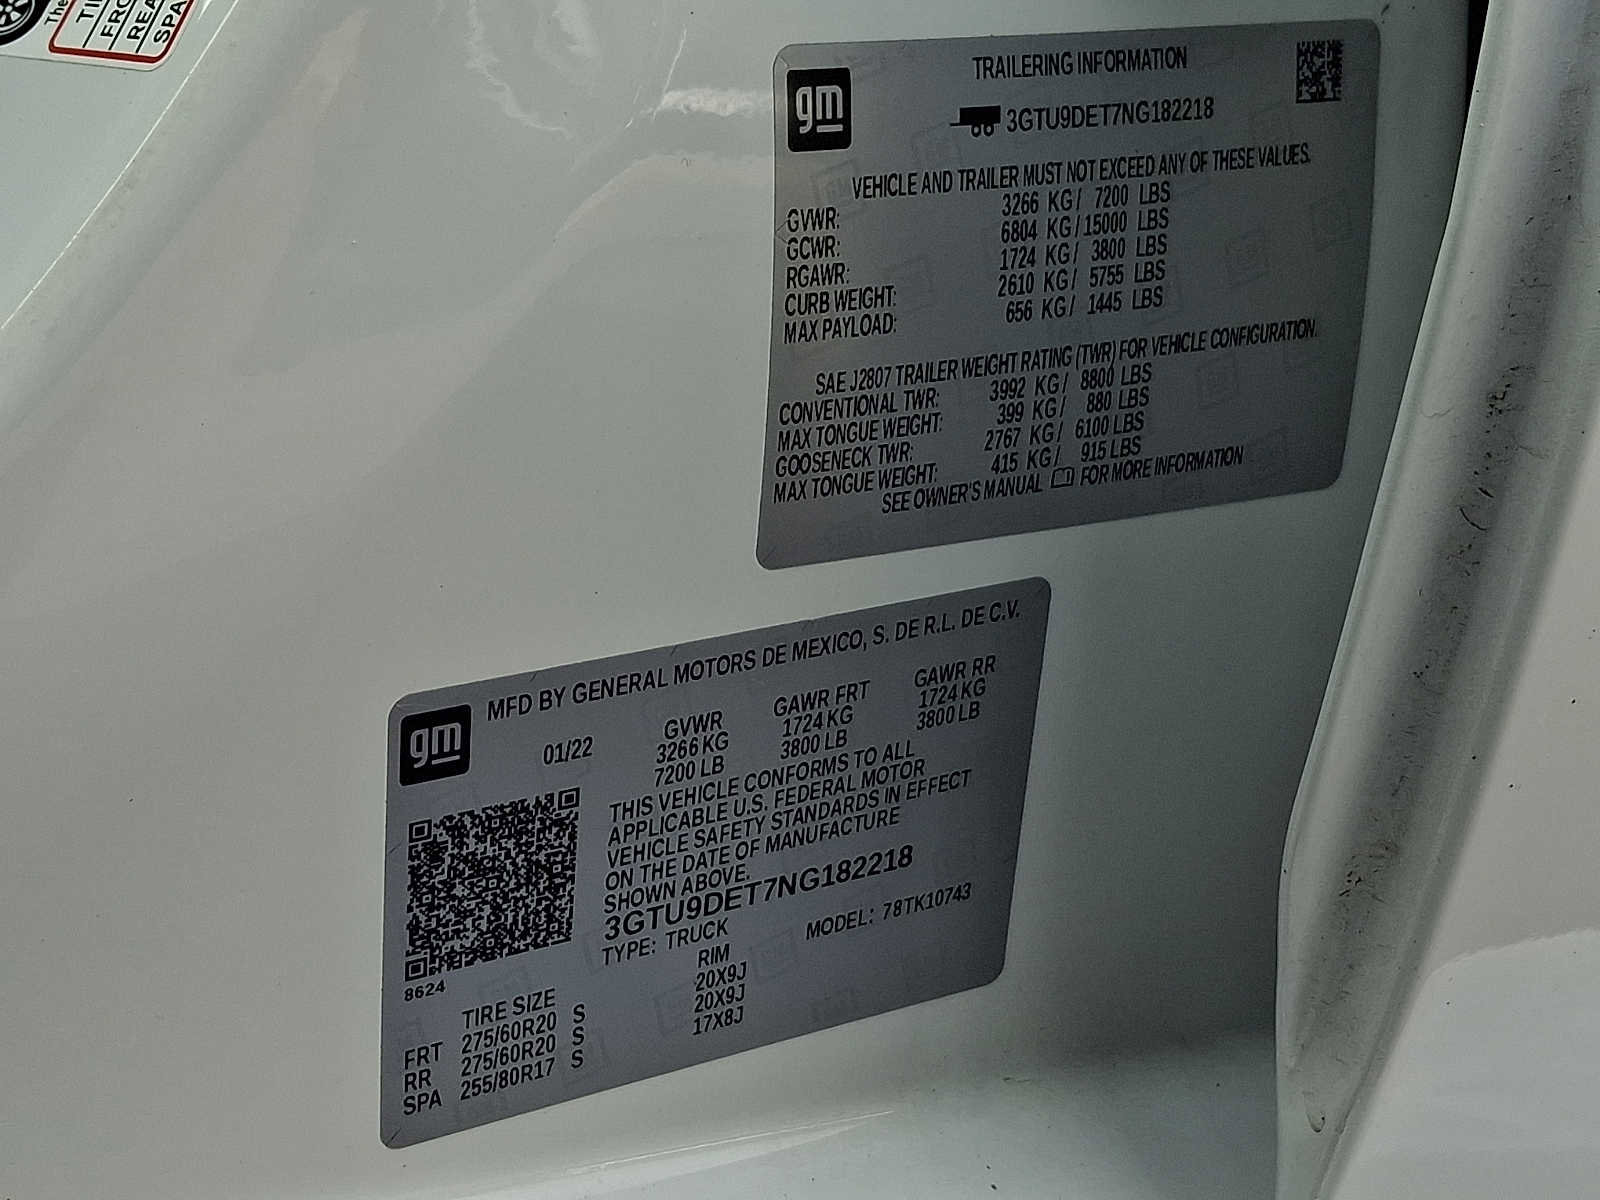 The
TI
FRO
REA
SPA
gm
TRAILERING INFORMATION
3GTU9DET7NG182218
VEHICLE AND TRAILER MUST NOT EXCEED ANY OF THESE VALUES.
GVWR: 3266 KG/ 7200 LBS
GCWR: 6804 KG/15000 LBS
RGAWR: 1724 KG/ 3800 LBS
CURB WEIGHT: 2610 KG/ 5755 LBS
MAX PAYLOAD: 656 KG/ 1445 LBS
SAE J2807 TRAILER WEIGHT RATING (TWR) FOR VEHICLE CONFIGURATION.
CONVENTIONAL TWR: 3992 KG/ 8800 LBS
MAX TONGUE WEIGHT: 399 KG/ 880 LBS
GOOSENECK TWR: 2767 KG/ 6100 LBS
MAX TONGUE WEIGHT: 415 KG/ 915 LBS
SEE OWNER'S MANUAL FOR MORE INFORMATION
gm
MFD BY GENERAL MOTORS DE MEXICO, S. DE R.L. DE C.V.
01/22 GVWR GAWR FRT GAWR RR
3266 KG 1724 KG 1724 KG
7200 LB 3800 LB 3800 LB
THIS VEHICLE CONFORMS TO ALL
APPLICABLE U.S. FEDERAL MOTOR
VEHICLE SAFETY STANDARDS IN EFFECT
ON THE DATE OF MANUFACTURE
SHOWN ABOVE.
3GTU9DET7NG182218
TYPE: TRUCK MODEL: 78TK10743
8624
TIRE SIZE RIM
FRT 275/60R20 S 20X9J
RR 275/60R20 S 20X9J
SPA 255/80R17 S 17X8J